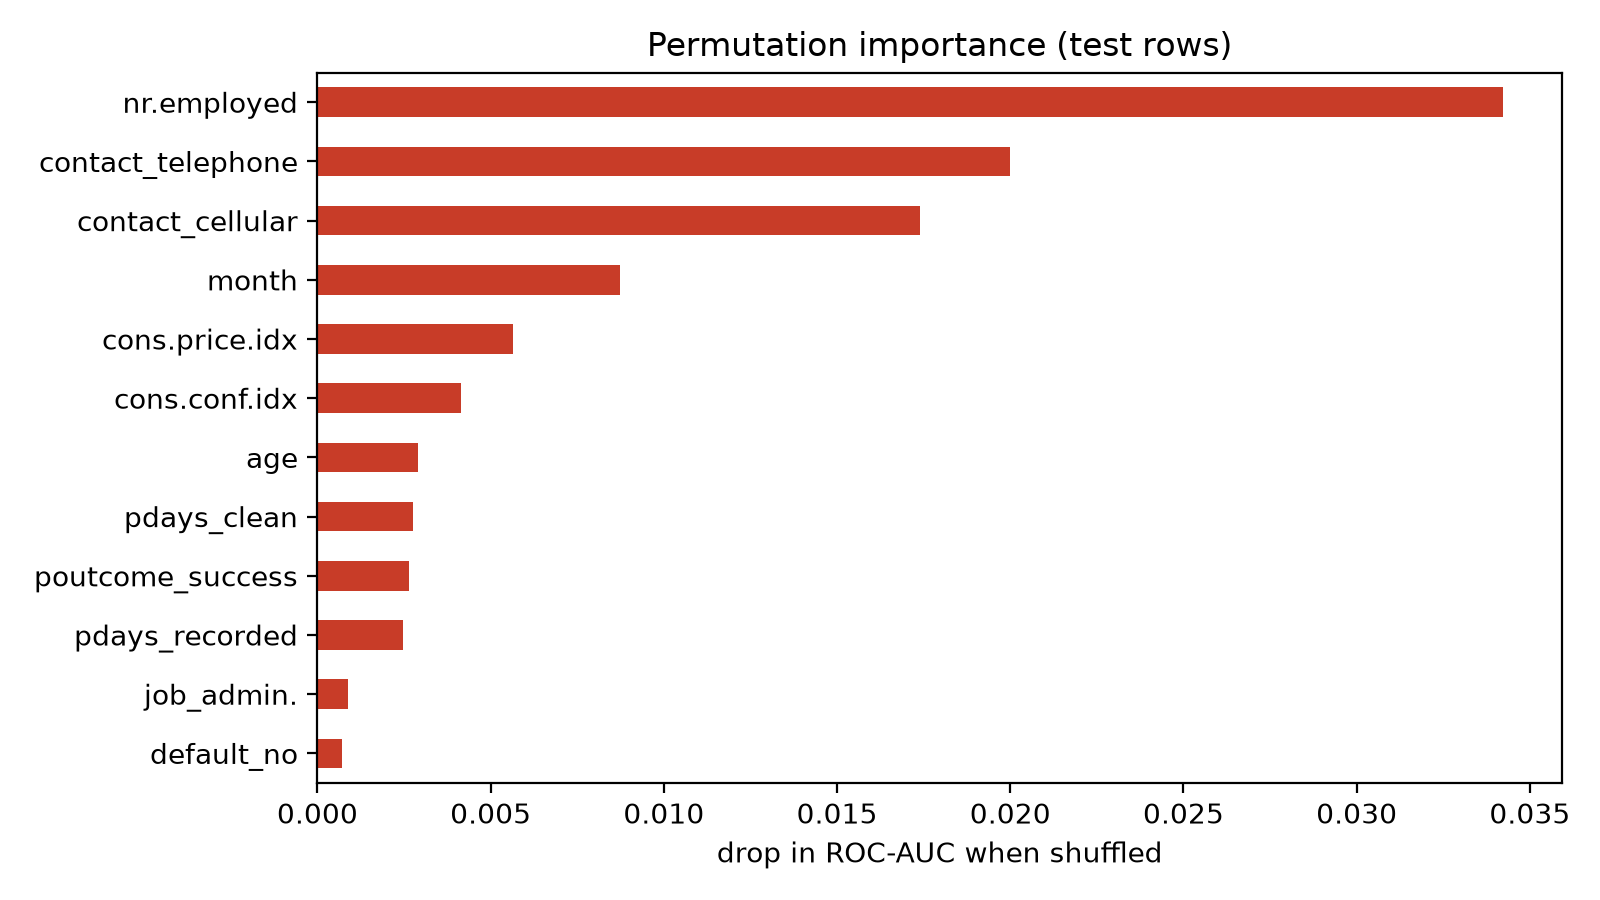 Permutation importance (test rows)
nr.employed
contact_telephone
contact_cellular
month
cons.price.idx
cons.conf.idx
age
pdays_clean
poutcome_success
pdays_recorded
job_admin.
default_no
0.000 0.005 0.010 0.015 0.020 0.025 0.030 0.035
drop in ROC-AUC when shuffled